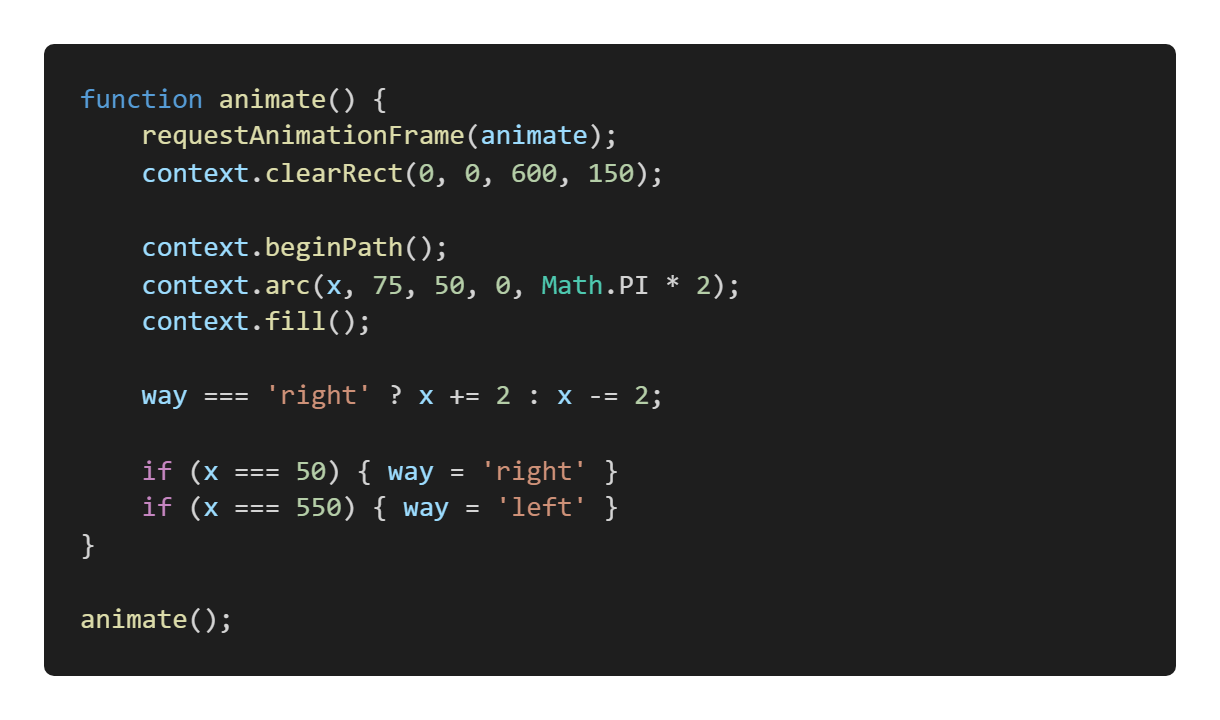 function animate() {
    requestAnimationFrame(animate);
    context.clearRect(0, 0, 600, 150);

    context.beginPath();
    context.arc(x, 75, 50, 0, Math.PI * 2);
    context.fill();

    way === 'right' ? x += 2 : x -= 2;

    if (x === 50) { way = 'right' }
    if (x === 550) { way = 'left' }
}

animate();